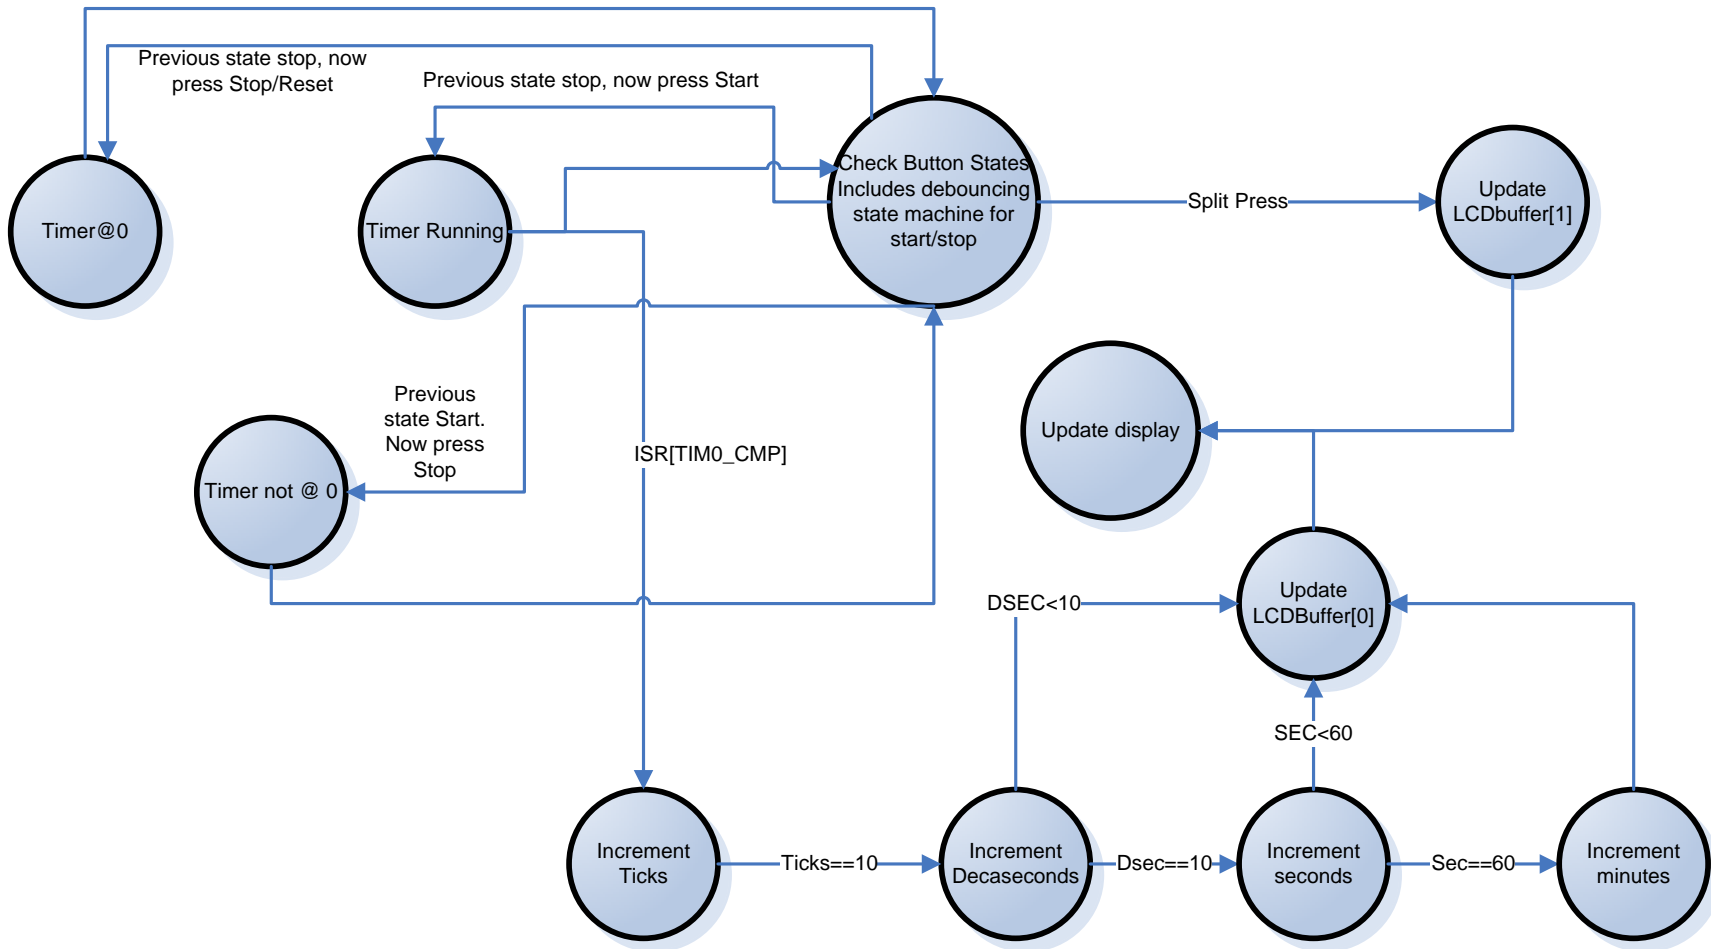 Previous state stop, now
press Stop/Reset
Previous state stop, now press Start
Timer@0
Timer Running
Check Button States
Includes debouncing
state machine for
start/stop
Split Press
Update
LCDbuffer[1]
Previous
state Start.
Now press
Stop
ISR[TIM0_CMP]
Update display
Timer not @ 0
DSEC<10
Update
LCDBuffer[0]
SEC<60
Increment
Ticks
Ticks==10
Increment
Decaseconds
Dsec==10
Increment
seconds
Sec==60
Increment
minutes